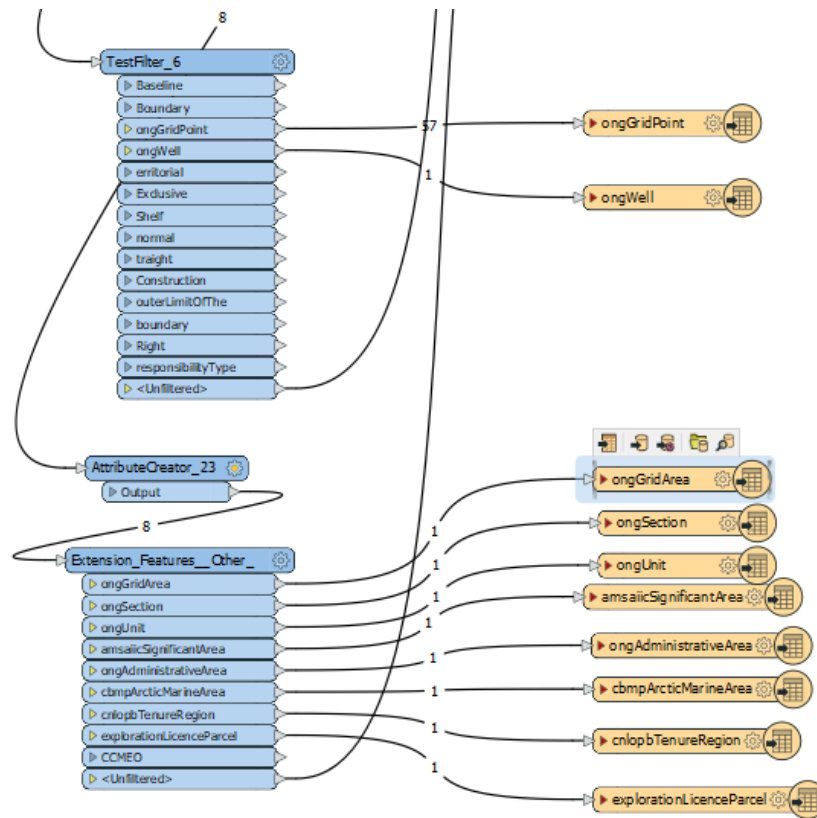 8
TestFilter_6
Baseline
Boundary
ongGridPoint
57
ongGridPoint
ongWell
1
ongWell
erritorial
Exclusive
Shelf
normal
traight
Construction
outerLimitOfThe
boundary
Right
responsibilityType
<Unfiltered>
AttributeCreator_23
Output
8
Extension_Features__Other_
ongGridArea
1
ongGridArea
ongSection
1
ongSection
ongUnit
1
ongUnit
amsaiicSignificantArea
1
amsaiicSignificantArea
ongAdministrativeArea
1
ongAdministrativeArea
cbmpArcticMarineArea
1
cbmpArcticMarineArea
cnlopbTenureRegion
1
cnlopbTenureRegion
explorationLicenceParcel
1
explorationLicenceParcel
CCMEO
<Unfiltered>